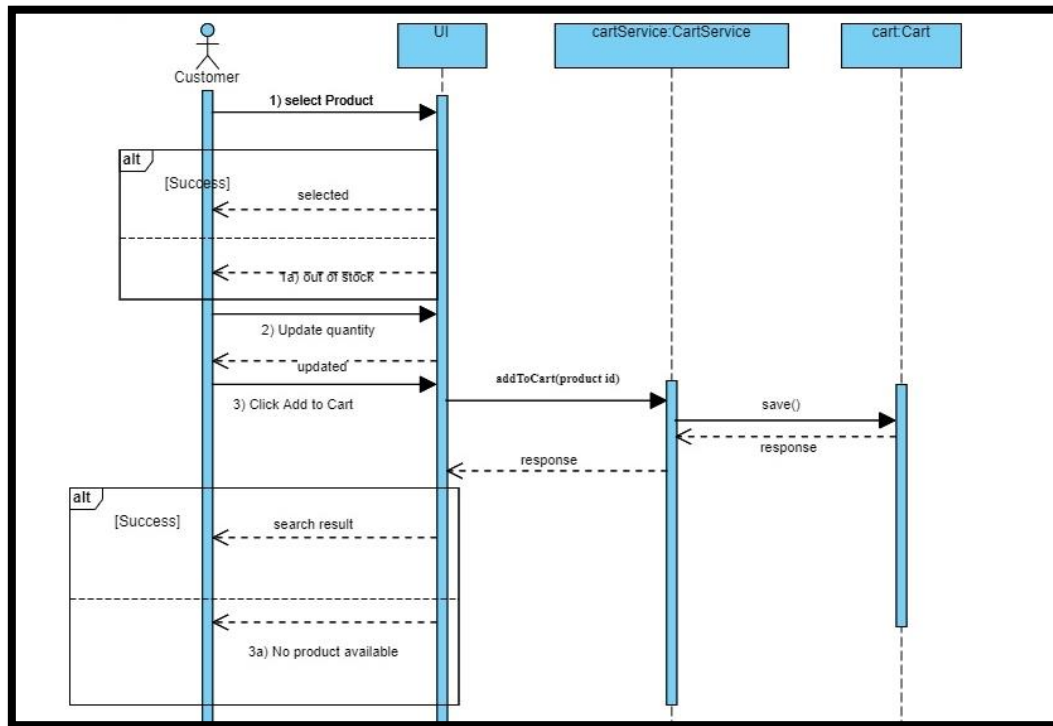 Customer
UI
cartService:CartService
cart:Cart
1) select Product
alt
[Success]
selected
1a) out of stock
2) Update quantity
updated
3) Click Add to Cart
addToCart(product id)
save()
response
response
alt
[Success]
search result
3a) No product available